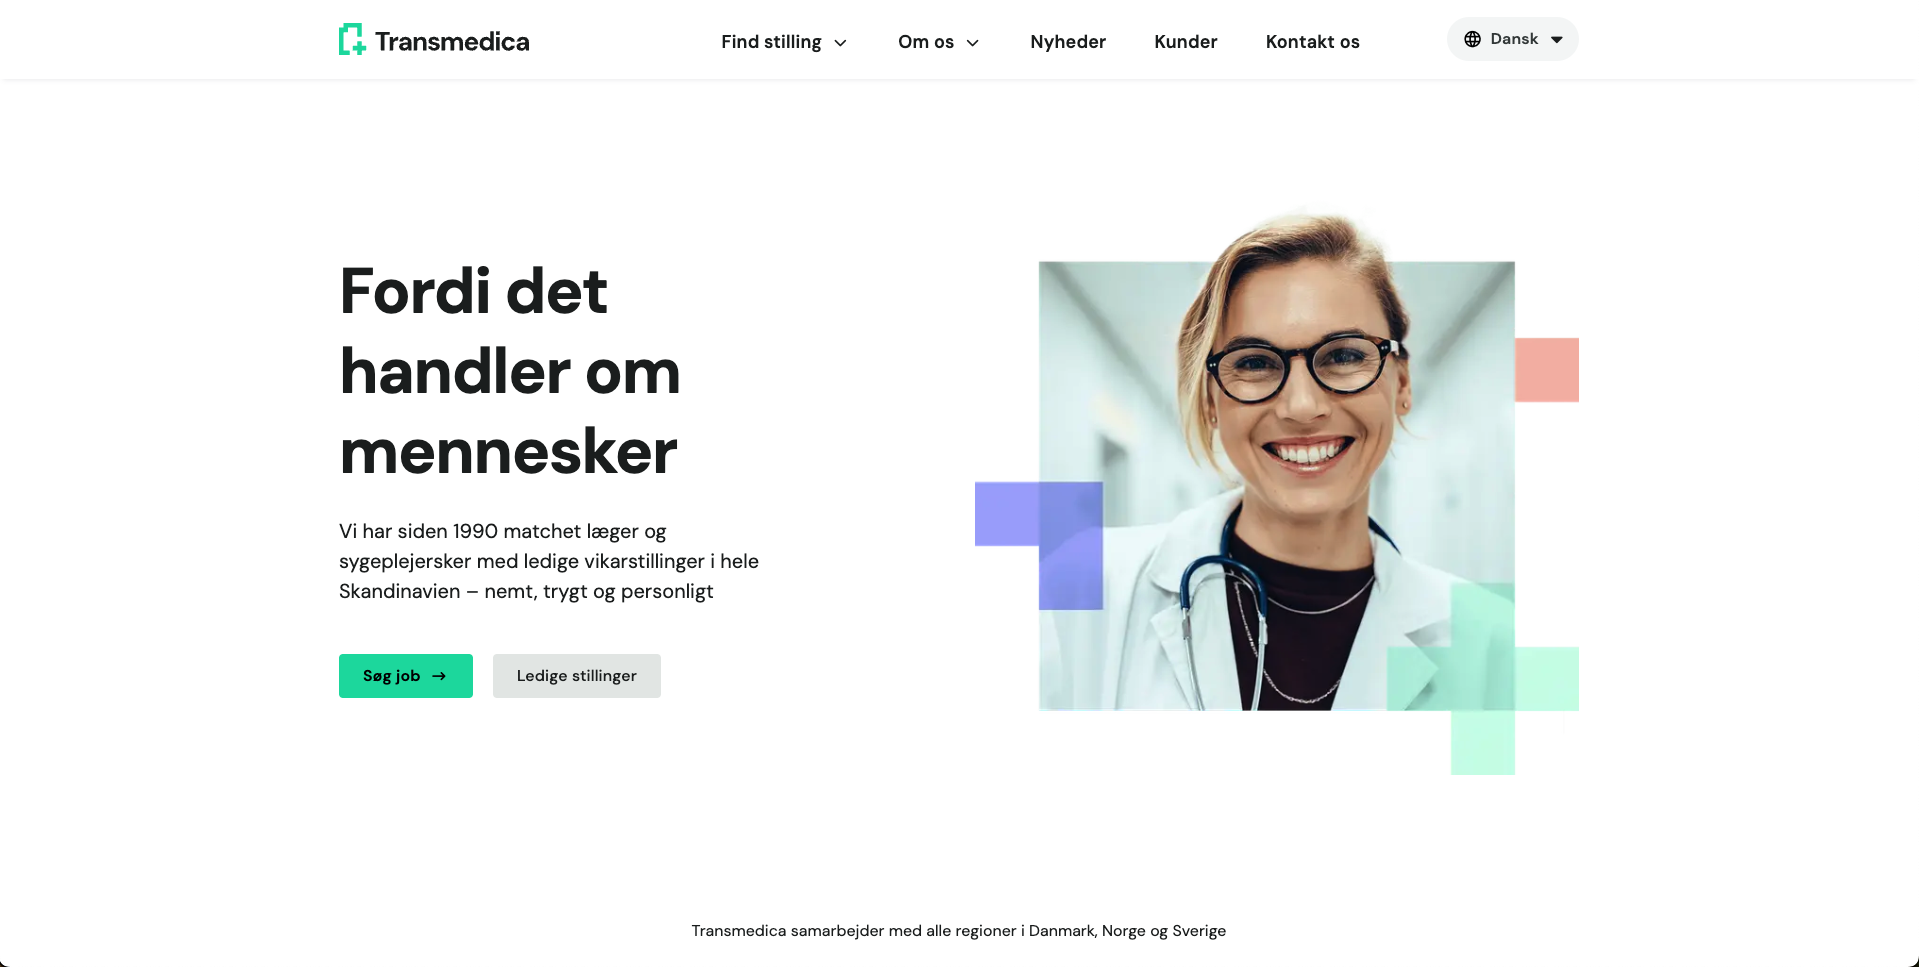 Transmedica
Find stilling
Om os
Nyheder
Kunder
Kontakt os
Dansk
Fordi det
handler om
mennesker
Vi har siden 1990 matchet læger og
sygeplejersker med ledige vikarstillinger i hele
Skandinavien – nemt, trygt og personligt
Søg job →
Ledige stillinger
Transmedica samarbejder med alle regioner i Danmark, Norge og Sverige